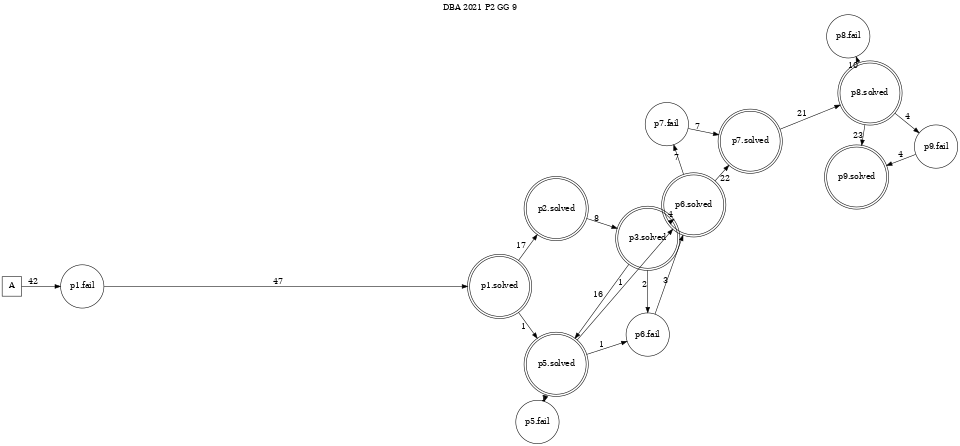 DBA 2021 P2 GG 9
p8.fail
10
p8.solved
21
4
p7.fail
7
p7.solved
23
4
p9.fail
7
22
p9.solved
p6.solved
p2.solved
8
4
p3.solved
17
A
42
p1.fail
47
p1.solved
16
1
2
3
1
p6.fail
1
p5.solved
p5.fail